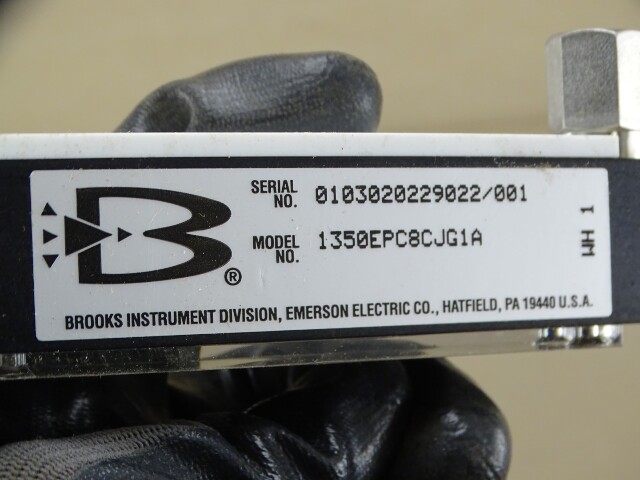 SERIAL NO. 0103020229022/001
MODEL NO. 1350EPC8CJG1A
WH 1
B®
BROOKS INSTRUMENT DIVISION, EMERSON ELECTRIC CO., HATFIELD, PA 19440 U.S.A.